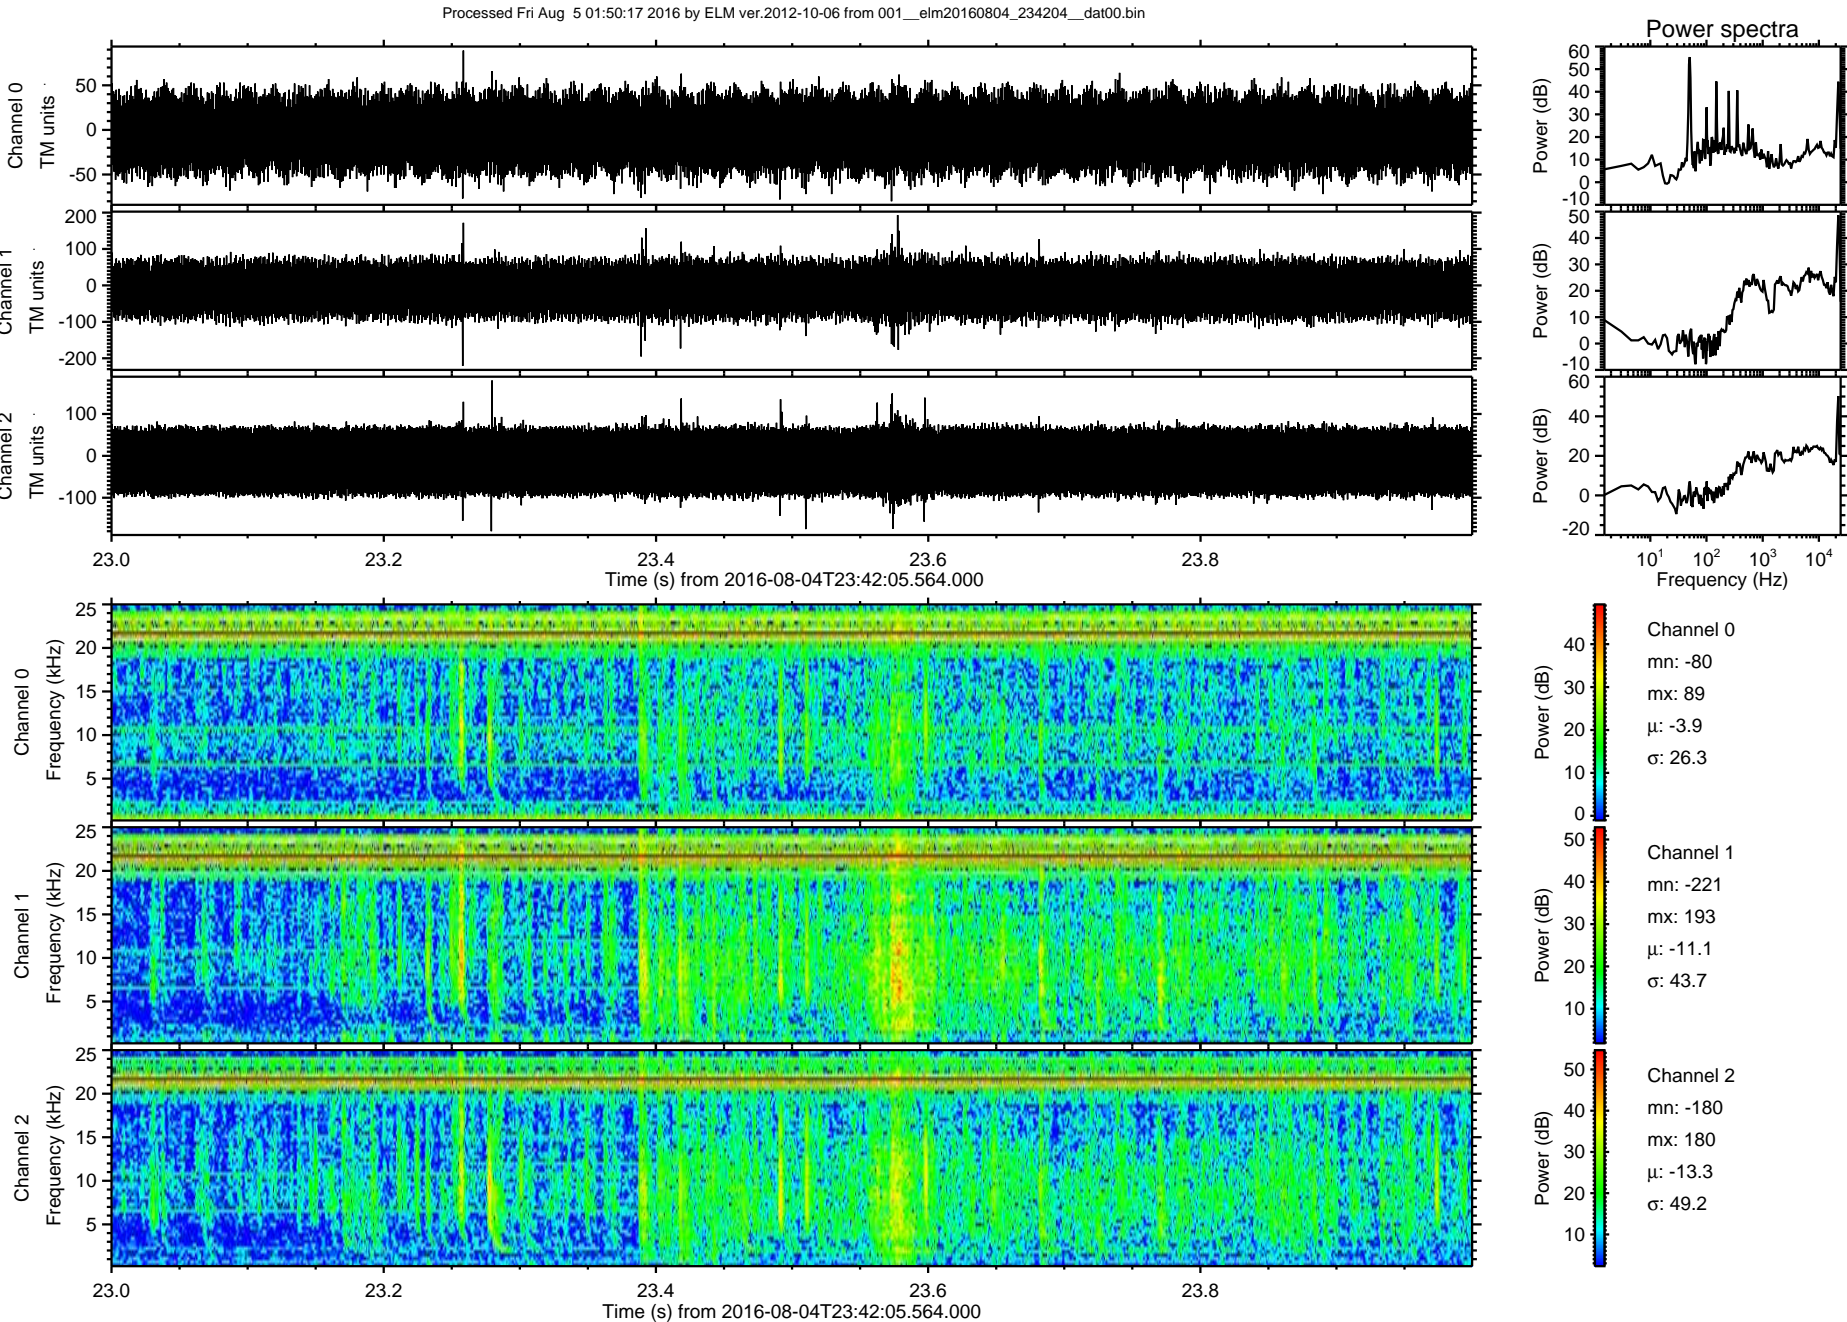 Processed Fri Aug  5 01:50:17 2016 by ELM ver.2012-10-06 from 001__elm20160804_234204__dat00.bin
Power spectra
Channel 0
TM units
50
0
-50
Power (dB)
60
50
40
30
20
10
0
-10
Channel 1
TM units
200
100
0
-100
-200
Power (dB)
50
40
30
20
10
0
-10
Channel 2
TM units
100
0
-100
Power (dB)
60
40
20
0
-20
23.0 23.2 23.4 23.6 23.8
Time (s) from 2016-08-04T23:42:05.564.000
10^1 10^2 10^3 10^4
Frequency (Hz)
Channel 0
Frequency (kHz)
25
20
15
10
5
Power (dB)
40
30
20
10
0
Channel 0
mn: -80
mx: 89
μ: -3.9
σ: 26.3
Channel 1
Frequency (kHz)
25
20
15
10
5
Power (dB)
50
40
30
20
10
Channel 1
mn: -221
mx: 193
μ: -11.1
σ: 43.7
Channel 2
Frequency (kHz)
25
20
15
10
5
Power (dB)
50
40
30
20
10
Channel 2
mn: -180
mx: 180
μ: -13.3
σ: 49.2
23.0 23.2 23.4 23.6 23.8
Time (s) from 2016-08-04T23:42:05.564.000